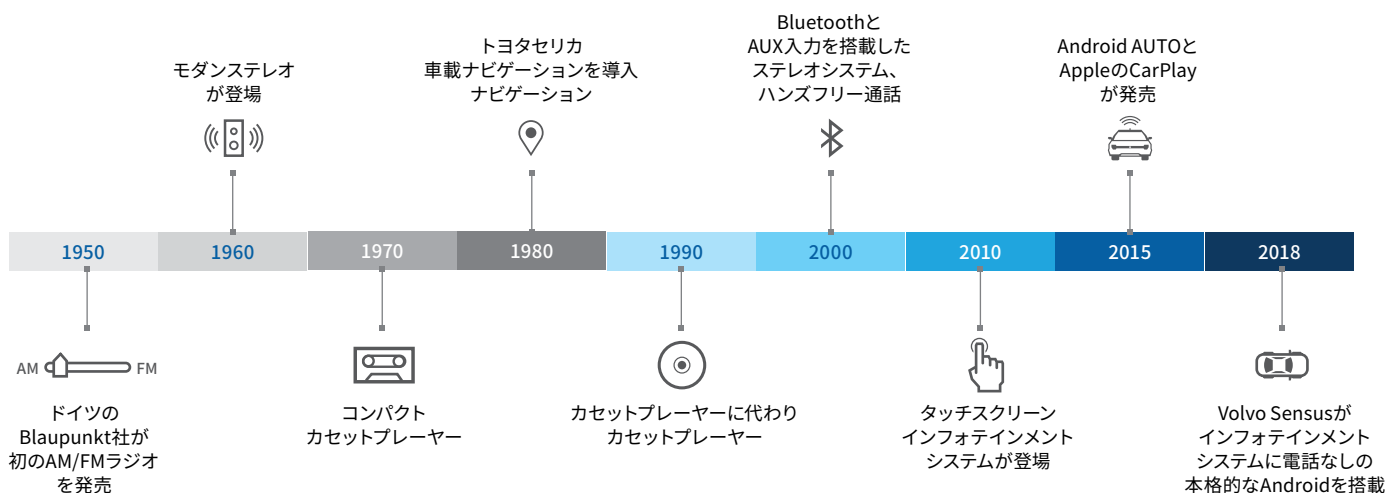 モダンステレオ
が登場
トヨタセリカ
車載ナビゲーションを導入
ナビゲーション
Bluetoothと
AUX入力を搭載した
ステレオシステム、
ハンズフリー通話
Android AUTOと
AppleのCarPlay
が発売
1950
1960
1970
1980
1990
2000
2010
2015
2018
AM
FM
ドイツの
Blaupunkt社が
初のAM/FMラジオ
を発売
コンパクト
カセットプレーヤー
カセットプレーヤーに代わり
カセットプレーヤー
タッチスクリーン
インフォテインメント
システムが登場
Volvo Sensusが
インフォテインメント
システムに電話なしの
本格的なAndroidを搭載